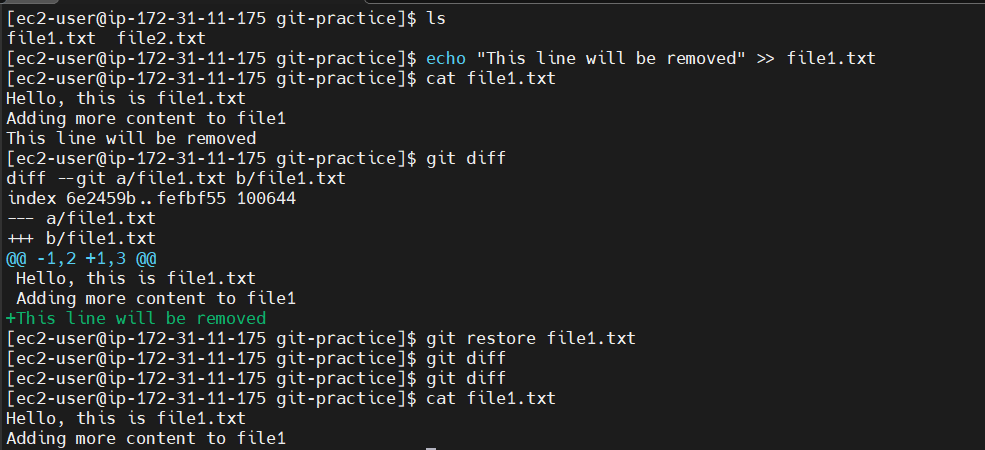 [ec2-user@ip-172-31-11-175 git-practice]$ ls
file1.txt  file2.txt
[ec2-user@ip-172-31-11-175 git-practice]$ echo "This line will be removed" >> file1.txt
[ec2-user@ip-172-31-11-175 git-practice]$ cat file1.txt
Hello, this is file1.txt
Adding more content to file1
This line will be removed
[ec2-user@ip-172-31-11-175 git-practice]$ git diff
diff --git a/file1.txt b/file1.txt
index 6e2459b..fefbf55 100644
--- a/file1.txt
+++ b/file1.txt
@@ -1,2 +1,3 @@
 Hello, this is file1.txt
 Adding more content to file1
+This line will be removed
[ec2-user@ip-172-31-11-175 git-practice]$ git restore file1.txt
[ec2-user@ip-172-31-11-175 git-practice]$ git diff
[ec2-user@ip-172-31-11-175 git-practice]$ git diff
[ec2-user@ip-172-31-11-175 git-practice]$ cat file1.txt
Hello, this is file1.txt
Adding more content to file1